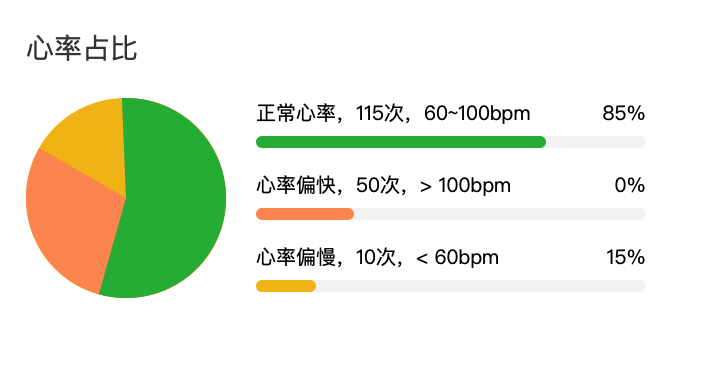 心率占比
正常心率，115次，60~100bpm 85%
心率偏快，50次，> 100bpm 0%
心率偏慢，10次，< 60bpm 15%